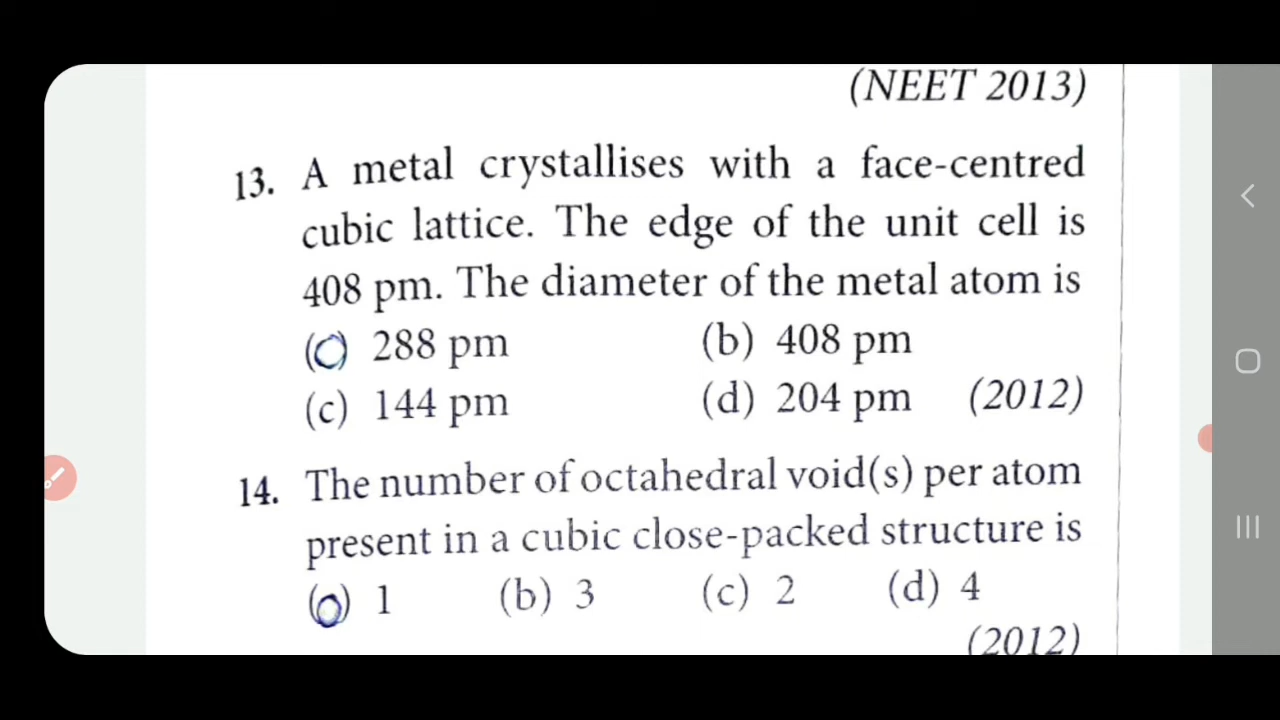 (NEET 2013)
13. A metal crystallises with a face-centred
cubic lattice. The edge of the unit cell is
408 pm. The diameter of the metal atom is
288 pm (b) 408 pm
(c) 144 pm (d) 204 pm (2012)
14. The number of octahedral void(s) per atom
present in a cubic close-packed structure is
1 (b) 3 (c) 2 (d) 4
(2012)